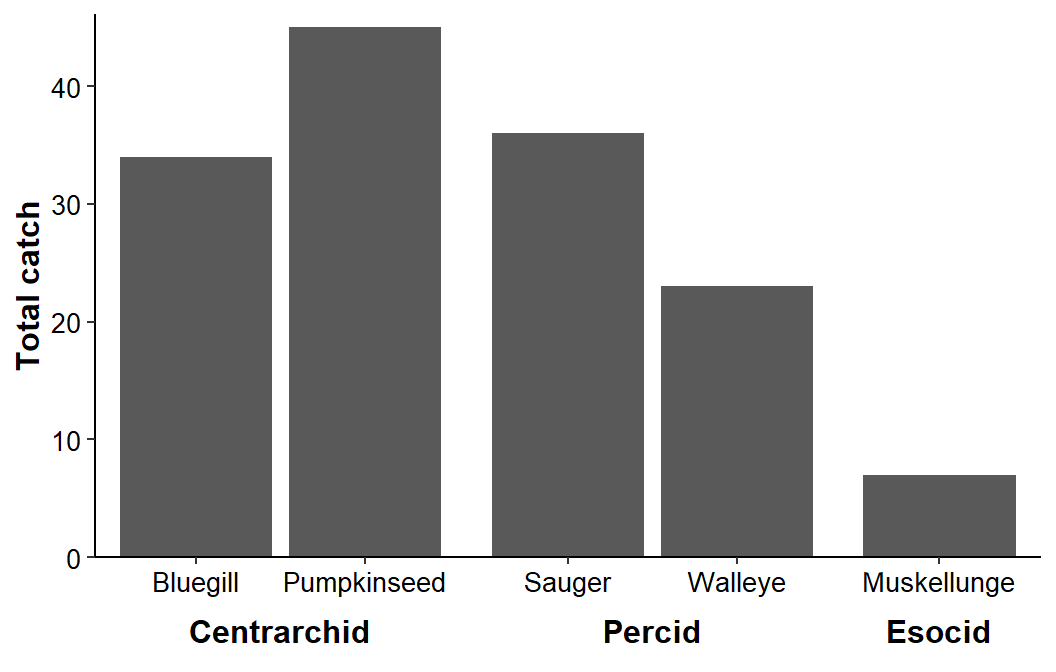 Total catch
40
30
20
10
0
Bluegill Pumpkinseed Sauger Walleye Muskellunge
Centrarchid Percid Esocid